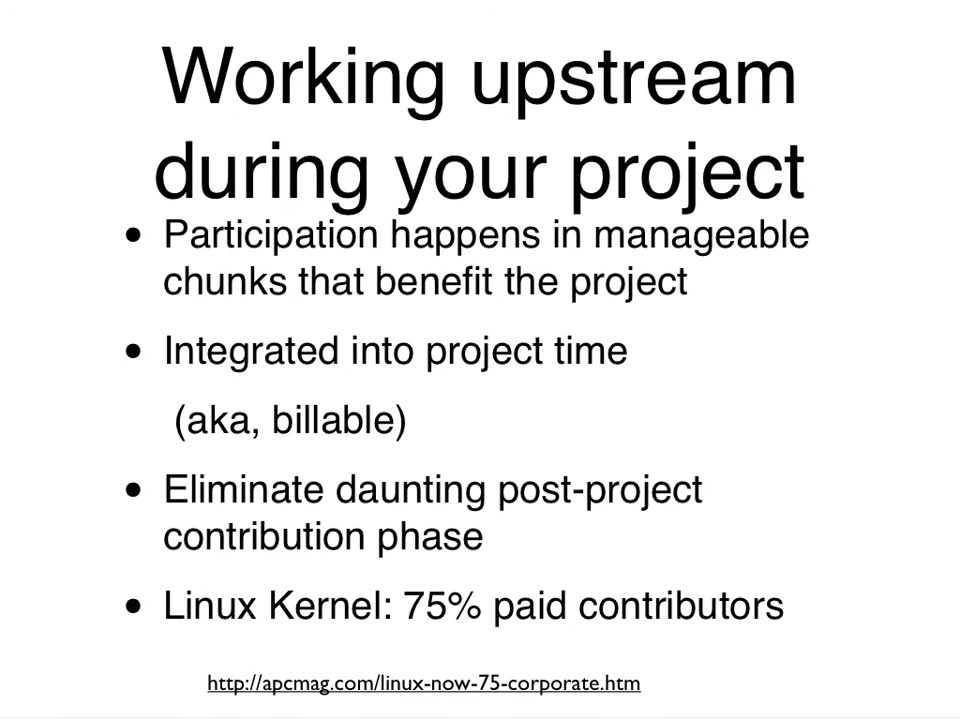 Working upstream
during your project
• Participation happens in manageable
chunks that benefit the project
• Integrated into project time
(aka, billable)
• Eliminate daunting post-project
contribution phase
• Linux Kernel: 75% paid contributors
http://apcmag.com/linux-now-75-corporate.htm